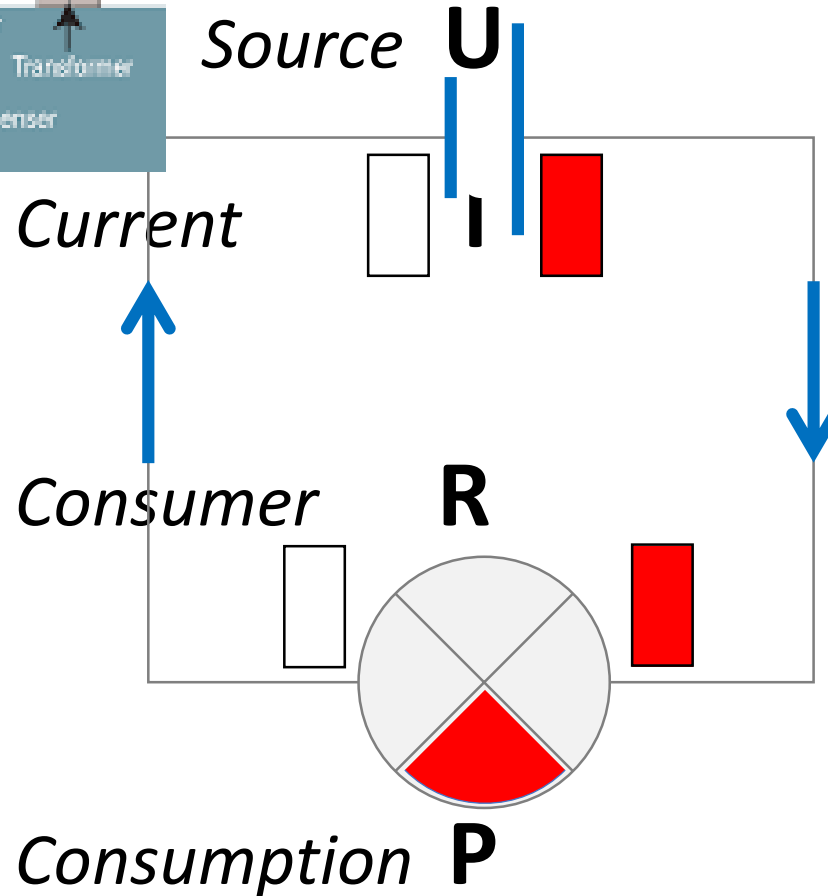 Transformer
Source U
Current I
Consumer R
Consumption P